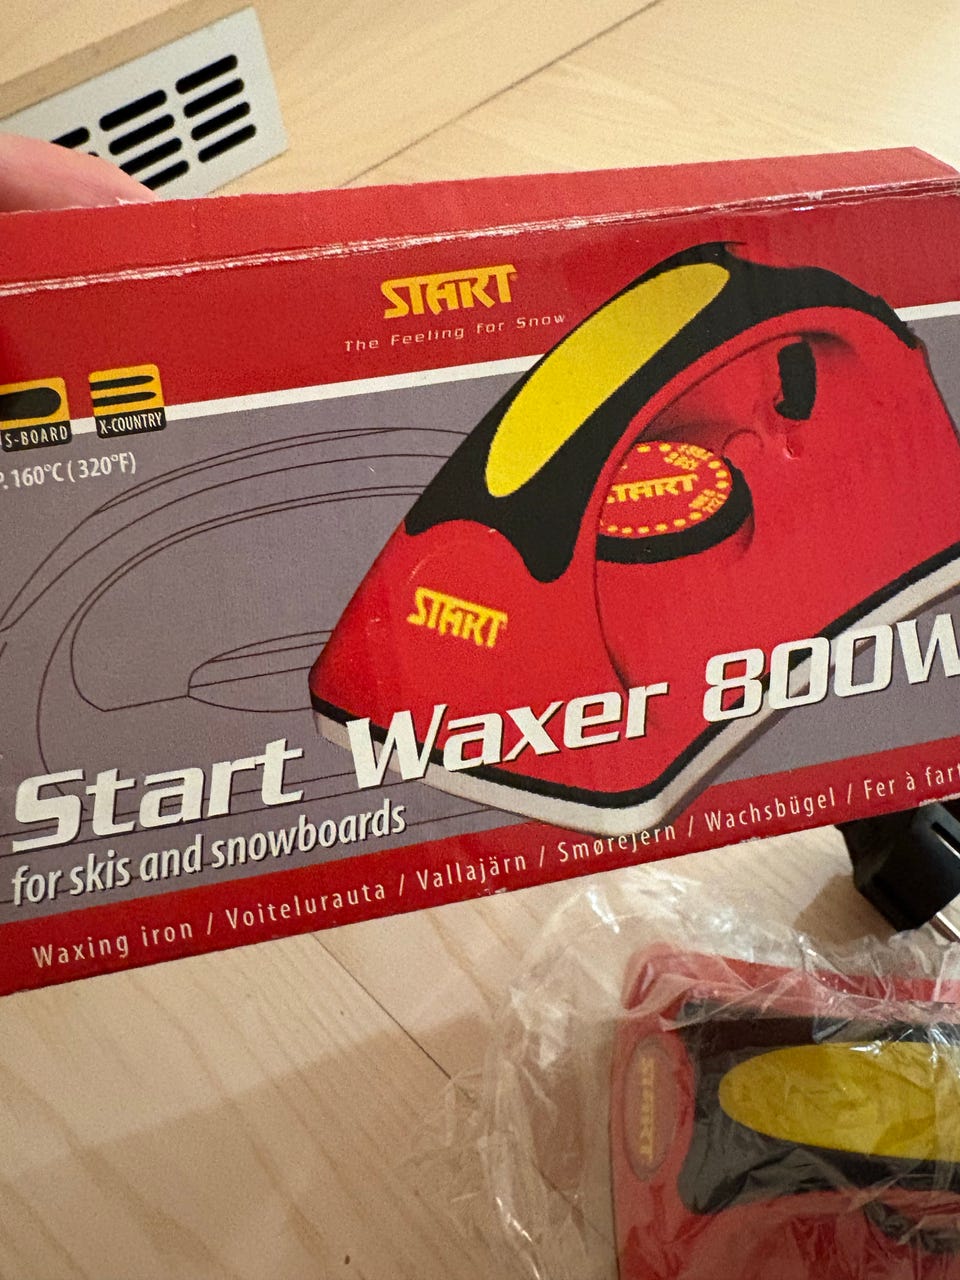 START
The Feeling for Snow
S-BOARD
X-COUNTRY
160°C (320°F)
START
START
Start Waxer 800W
for skis and snowboards
Waxing iron / Voitelurauta / Vallajärn / Smørejern / Wachsbügel / Fer à fart
START